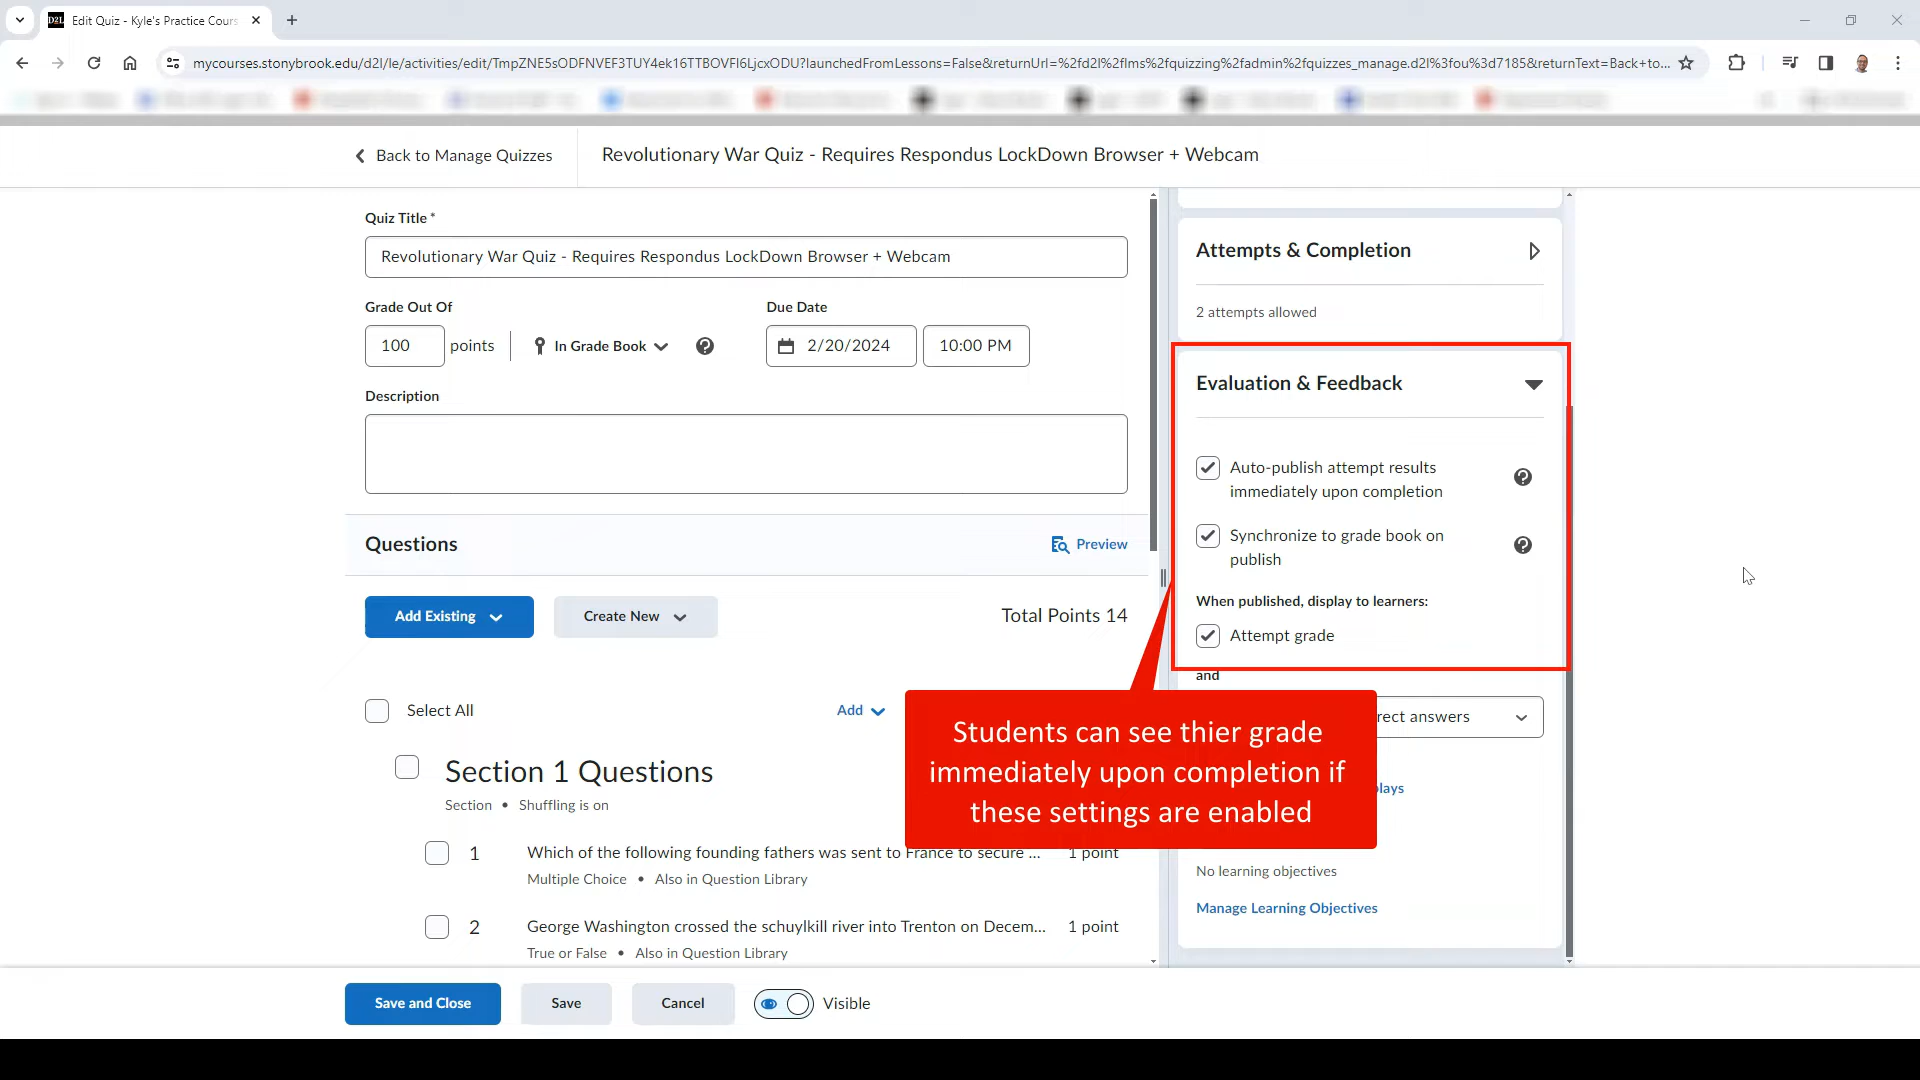 Edit Quiz - Kyle's Practice Cours
mycourses.stonybrook.edu/d2l/le/activities/edit/TmpZNE5sODFNVEF3TUY4ek16TTBOVFI6LjcxODU?launchedFromLessons=False&returnUrl=%2fd2l%2flms%2fquizzing%2fadmin%2fquizzes_manage.d2l%3fou%3d7185&returnText=Back+to...
Back to Manage Quizzes
Revolutionary War Quiz - Requires Respondus LockDown Browser + Webcam
Quiz Title *
Revolutionary War Quiz - Requires Respondus LockDown Browser + Webcam
Grade Out Of
Due Date
100 points
In Grade Book
2/20/2024
10:00 PM
Description
Questions
Preview
Add Existing
Create New
Total Points 14
Select All
Add
Section 1 Questions
Section • Shuffling is on
1 Which of the following founding fathers was sent to France to secure ... 1 point
Multiple Choice • Also in Question Library
2 George Washington crossed the schuylkill river into Trenton on Decem... 1 point
True or False • Also in Question Library
Attempts & Completion
2 attempts allowed
Evaluation & Feedback
Auto-publish attempt results
immediately upon completion
Synchronize to grade book on
publish
When published, display to learners:
Attempt grade
and
rect answers
Students can see thier grade
immediately upon completion if
these settings are enabled
lays
No learning objectives
Manage Learning Objectives
Save and Close
Save
Cancel
Visible